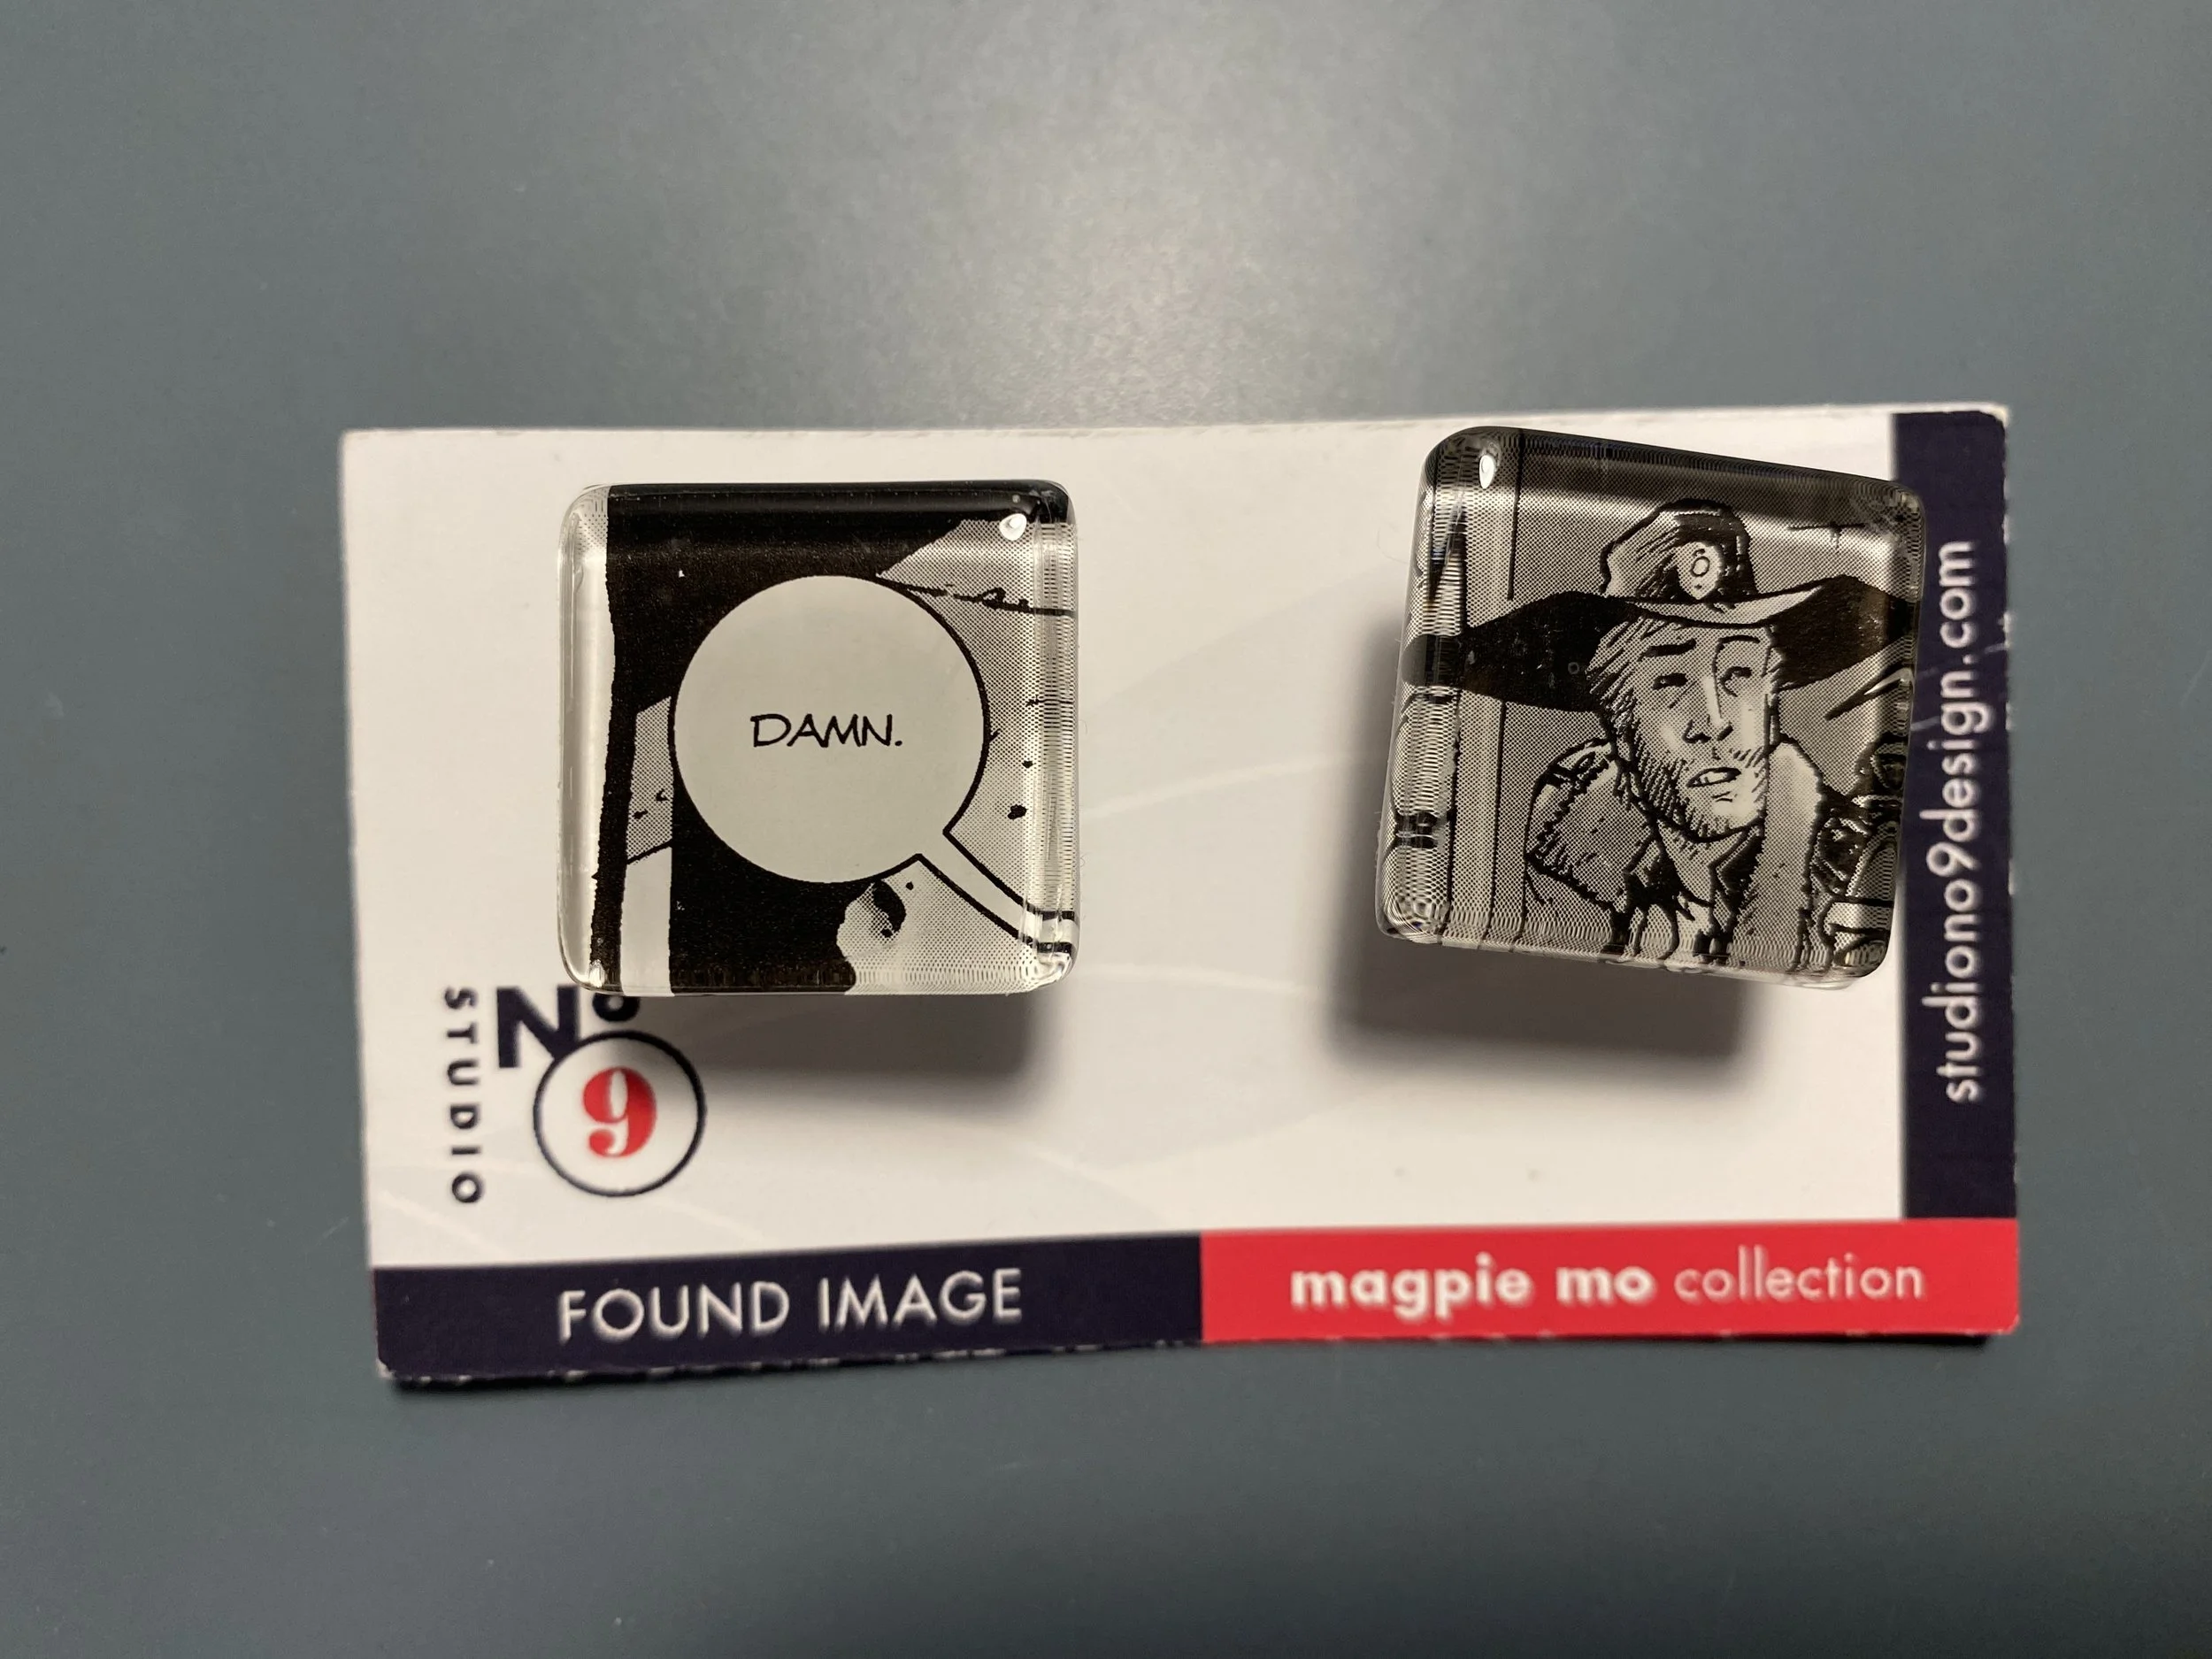 DAMN.
STUDIO
Nº
9
studiono9design.com
FOUND IMAGE
magpie mo collection